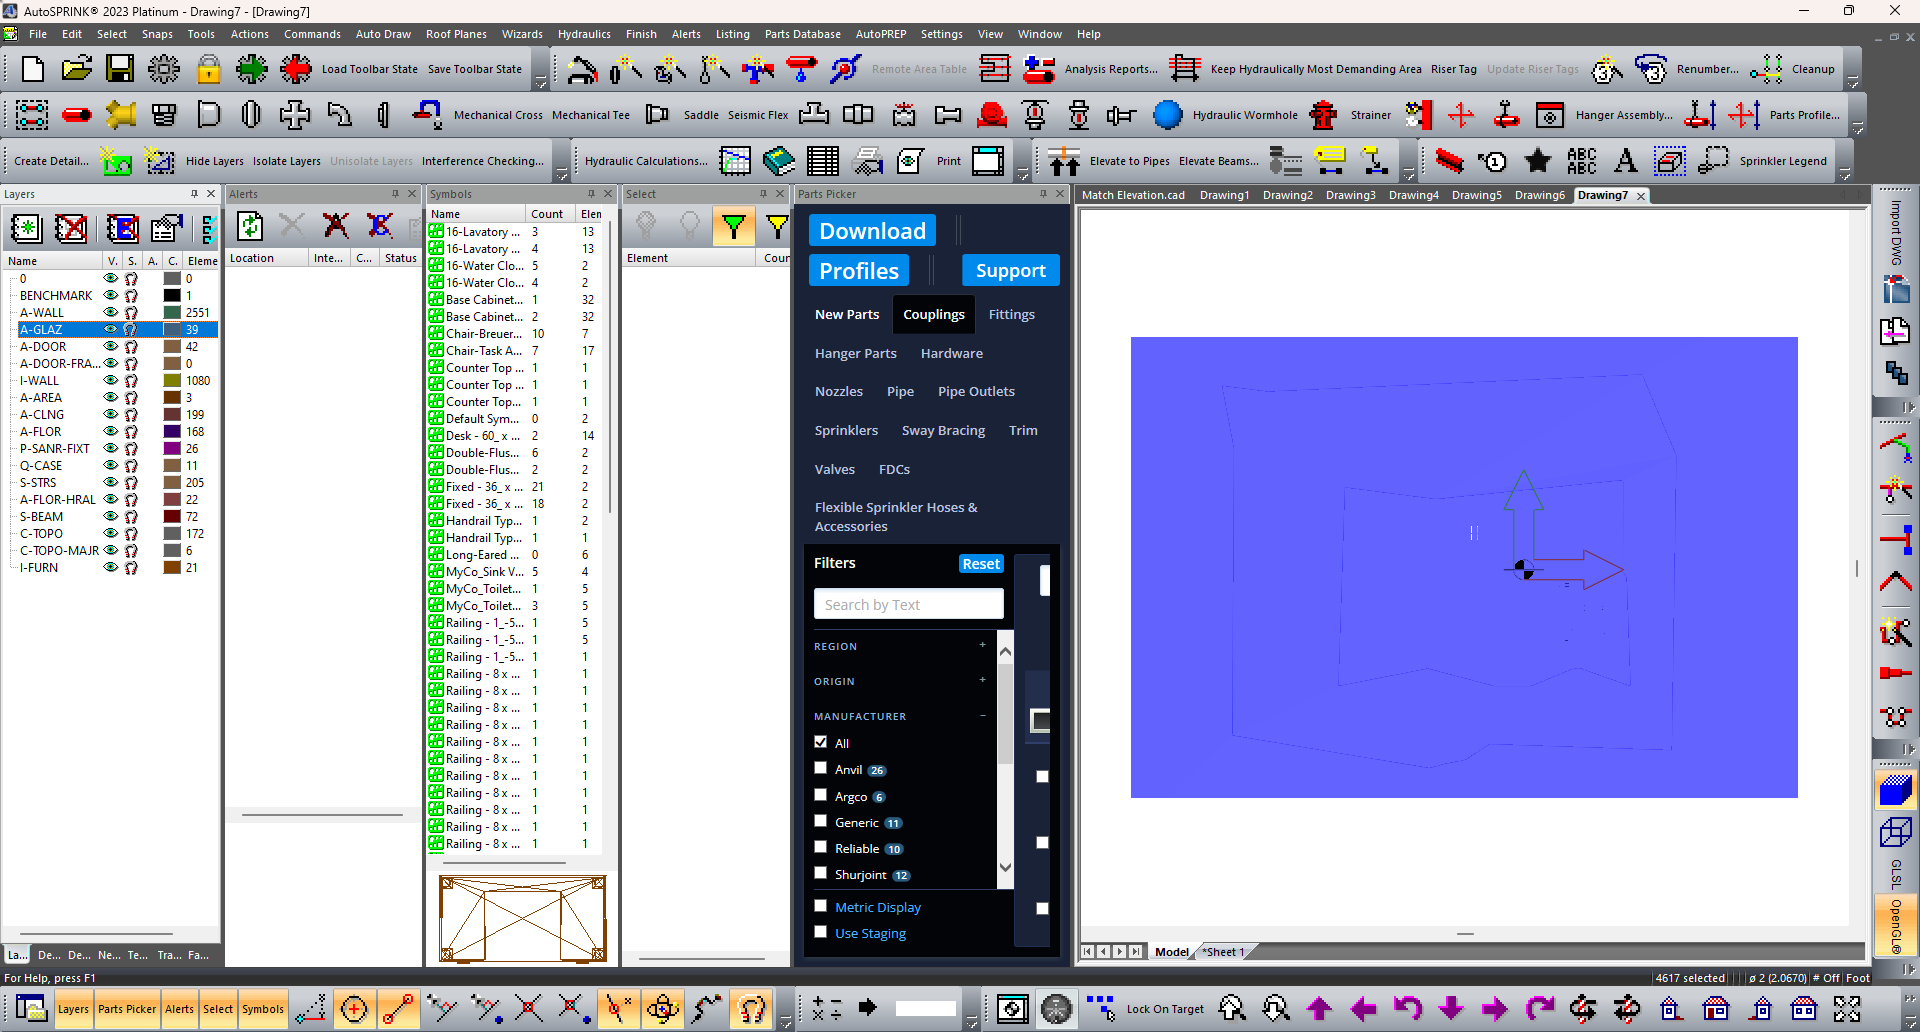 AutoSPRINK® 2023 Platinum - Drawing7 - [Drawing7]
File Edit Select Snaps Tools Actions Commands Auto Draw Roof Planes Wizards Hydraulics Finish Alerts Listing Parts Database AutoPREP Settings View Window Help
Load Toolbar State Save Toolbar State Remote Area Table Analysis Reports... Keep Hydraulically Most Demanding Area Riser Tag Update Riser Tags Renumber... Cleanup
Mechanical Cross Mechanical Tee Saddle Seismic Flex Hydraulic Wormhole Strainer Hanger Assembly... Parts Profile...
Create Detail... Hide Layers Isolate Layers Unisolate Layers Interference Checking... Hydraulic Calculations... Print Elevate to Pipes Elevate Beams... ABC ABC A Sprinkler Legend
Layers
Name V. S. A. C. Eleme
0 0
BENCHMARK 1
A-WALL 2551
A-GLAZ 39
A-DOOR 42
A-DOOR-FRA... 0
I-WALL 1080
A-AREA 3
A-CLNG 199
A-FLOR 168
P-SANR-FIXT 26
Q-CASE 11
S-STRS 205
A-FLOR-HRAL 22
S-BEAM 72
C-TOPO 172
C-TOPO-MAJR 6
I-FURN 21
La... De... De... Ne... Te... Tra... Fa...
Alerts
Location Inte... C... Status
Symbols
Name Count Elen
16-Lavatory ... 3 13
16-Lavatory ... 4 13
16-Water Clo... 5 2
16-Water Clo... 4 2
Base Cabinet... 1 32
Base Cabinet... 2 32
Chair-Breuer... 10 7
Chair-Task A... 7 17
Counter Top ... 1 1
Counter Top ... 1 1
Counter Top... 1 1
Default Sym... 0 2
Desk - 60_ x ... 2 14
Double-Flus... 6 2
Double-Flus... 2 2
Fixed - 36_ x ... 21 2
Fixed - 36_ x ... 18 2
Handrail Typ... 1 2
Handrail Typ... 1 1
Long-Eared ... 0 6
MyCo_Sink V... 5 4
MyCo_Toilet... 1 5
MyCo_Toilet... 3 5
Railing - 1_-5... 1 5
Railing - 1_-5... 1 5
Railing - 1_-5... 1 1
Railing - 8 x ... 1 1
Railing - 8 x ... 1 1
Railing - 8 x ... 1 1
Railing - 8 x ... 1 1
Railing - 8 x ... 1 1
Railing - 8 x ... 1 1
Railing - 8 x ... 1 1
Railing - 8 x ... 1 1
Railing - 8 x ... 1 1
Railing - 8 x ... 1 1
Railing - 8 x ... 1 1
Select
Element Cour
Parts Picker
Download
Profiles Support
New Parts Couplings Fittings
Hanger Parts Hardware
Nozzles Pipe Pipe Outlets
Sprinklers Sway Bracing Trim
Valves FDCs
Flexible Sprinkler Hoses &
Accessories
Filters Reset
Search by Text
REGION +
ORIGIN +
MANUFACTURER -
All
Anvil 26
Argco 6
Generic 11
Reliable 10
Shurjoint 12
Metric Display
Use Staging
Match Elevation.cad Drawing1 Drawing2 Drawing3 Drawing4 Drawing5 Drawing6 Drawing7
Model *Sheet 1
Import DWG
GLSL
OpenGL®
For Help, press F1 4617 selected ø 2 (2.0670) # Off Foot
Layers Parts Picker Alerts Select Symbols Lock On Target